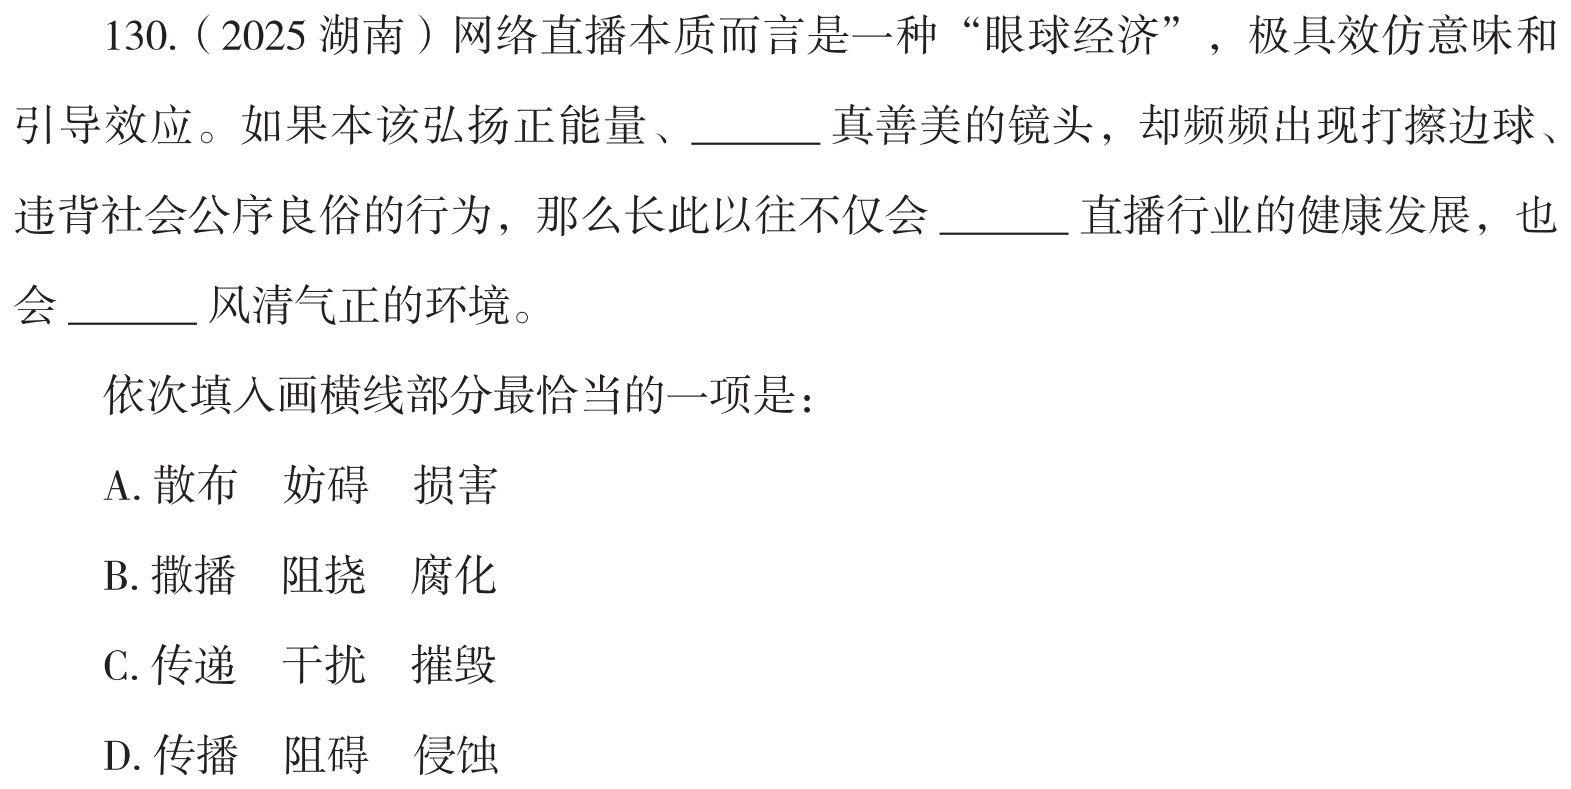 130.（2025 湖南）网络直播本质而言是一种“眼球经济”，极具效仿意味和
引导效应。如果本该弘扬正能量、______真善美的镜头，却频频出现打擦边球、
违背社会公序良俗的行为，那么长此以往不仅会______直播行业的健康发展，也
会______风清气正的环境。
依次填入画横线部分最恰当的一项是：
A. 散布　妨碍　损害
B. 撒播　阻挠　腐化
C. 传递　干扰　摧毁
D. 传播　阻碍　侵蚀